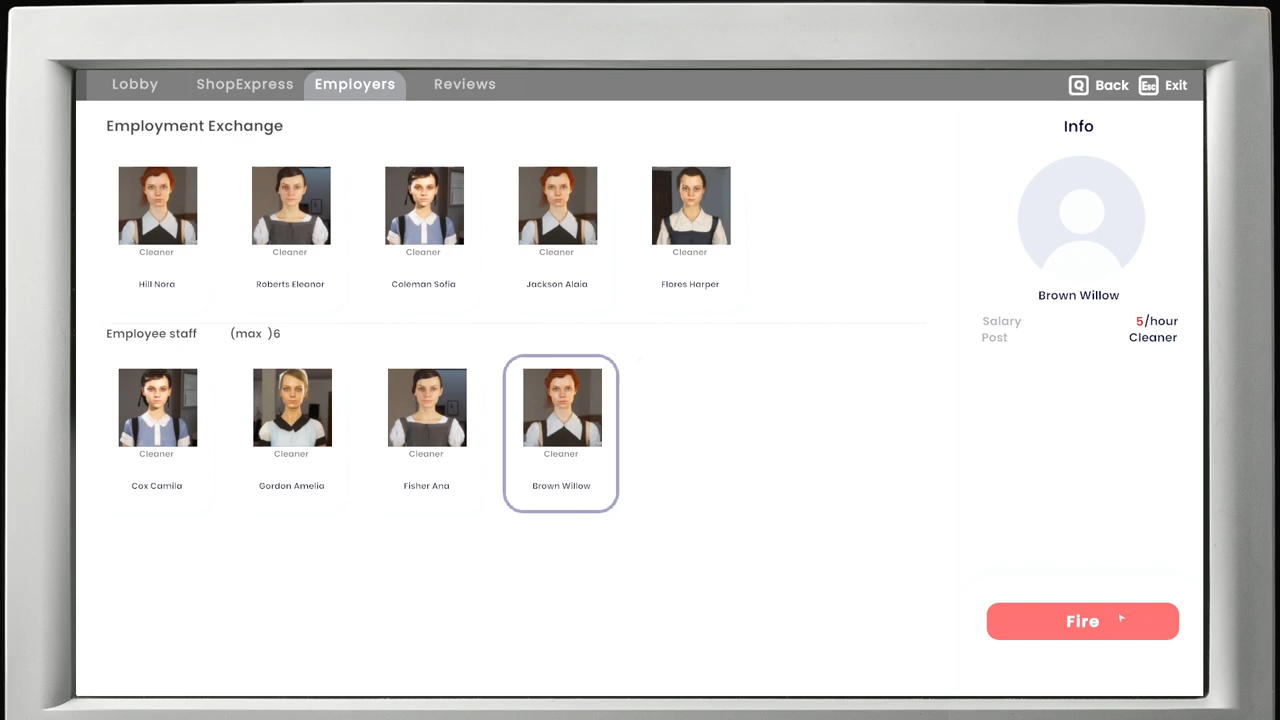 Lobby ShopExpress Employers Reviews Q Back Esc Exit
Employment Exchange
Info
Cleaner Cleaner Cleaner Cleaner Cleaner
Hill Nora Roberts Eleanor Coleman Sofia Jackson Alaia Flores Harper
Brown Willow
Salary 5/hour
Post Cleaner
Employee staff (max )6
Cleaner Cleaner Cleaner Cleaner
Cox Camila Gordon Amelia Fisher Ana Brown Willow
Fire